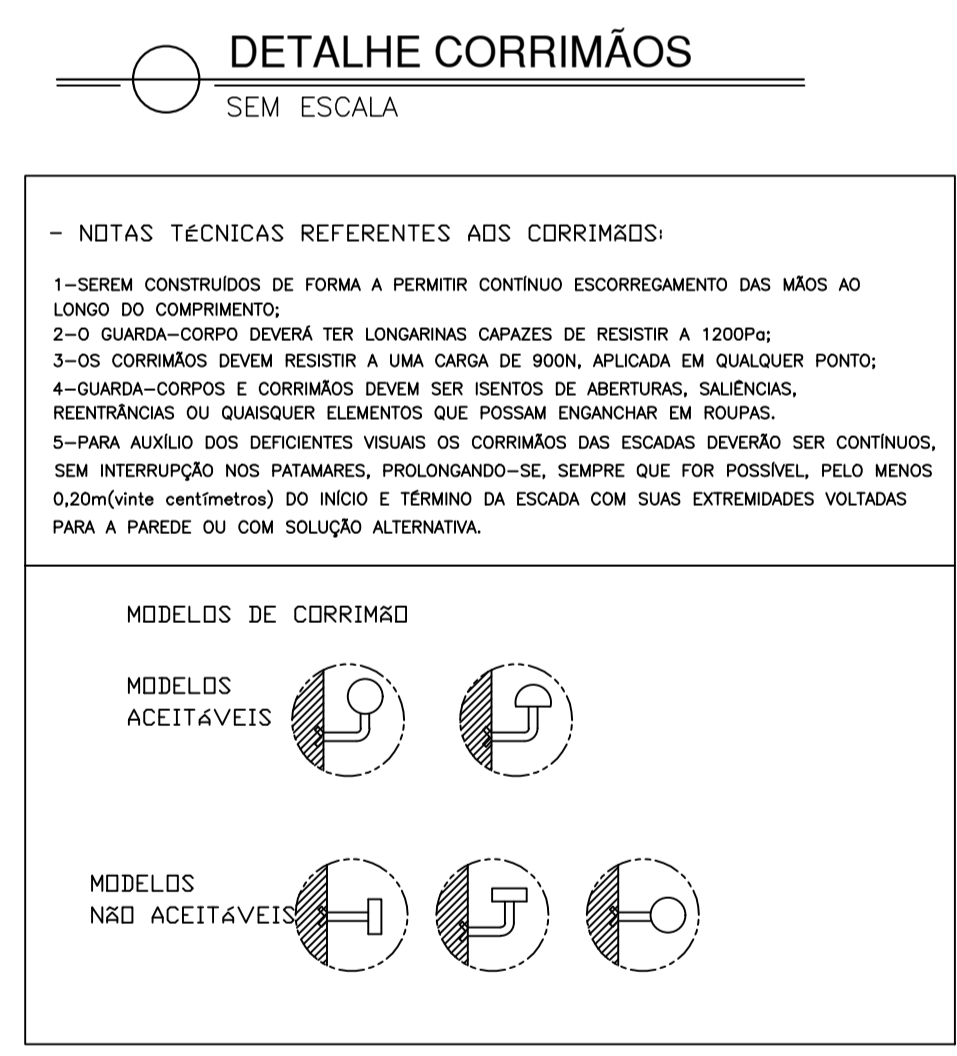 DETALHE CORRIMÃOS
SEM ESCALA
- NOTAS TÉCNICAS REFERENTES AOS CORRIMÃOS:
1-SEREM CONSTRUÍDOS DE FORMA A PERMITIR CONTÍNUO ESCORREGAMENTO DAS MÃOS AO
LONGO DO COMPRIMENTO;
2-O GUARDA-CORPO DEVERÁ TER LONGARINAS CAPAZES DE RESISTIR A 1200Pa;
3-OS CORRIMÃOS DEVEM RESISTIR A UMA CARGA DE 900N, APLICADA EM QUALQUER PONTO;
4-GUARDA-CORPOS E CORRIMÃOS DEVEM SER ISENTOS DE ABERTURAS, SALIÊNCIAS,
REENTRÂNCIAS OU QUAISQUER ELEMENTOS QUE POSSAM ENGANCHAR EM ROUPAS.
5-PARA AUXÍLIO DOS DEFICIENTES VISUAIS OS CORRIMÃOS DAS ESCADAS DEVERÃO SER CONTÍNUOS,
SEM INTERRUPÇÃO NOS PATAMARES, PROLONGANDO-SE, SEMPRE QUE FOR POSSÍVEL, PELO MENOS
0,20m(vinte centímetros) DO INÍCIO E TÉRMINO DA ESCADA COM SUAS EXTREMIDADES VOLTADAS
PARA A PAREDE OU COM SOLUÇÃO ALTERNATIVA.
MODELOS DE CORRIMÃO
MODELOS
ACEITÁVEIS
MODELOS
NÃO ACEITÁVEIS